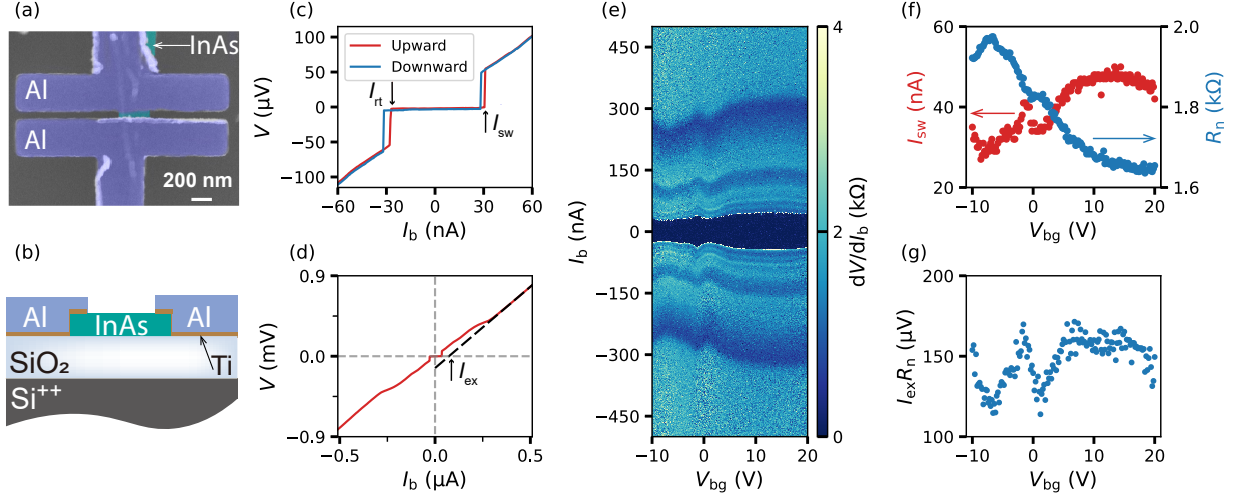 (a)
InAs
Al
Al
200 nm
(b)
Al
Al
InAs
SiO₂
Ti
Si⁺⁺
(c)
Upward
Downward
I_rt
I_sw
V (μV)
100
50
0
−50
−100
−60
−30
0
30
60
I_b (nA)
(d)
V (mV)
0.9
0.0
−0.9
I_ex
−0.5
0.0
0.5
I_b (μA)
(e)
I_b (nA)
450
300
150
0
−150
−300
−450
−10
0
10
20
V_bg (V)
4
2
0
dV/dI_b (kΩ)
(f)
I_sw (nA)
60
40
20
2.0
1.8
1.6
R_n (kΩ)
−10
0
10
20
V_bg (V)
(g)
I_exR_n (μV)
200
150
100
−10
0
10
20
V_bg (V)